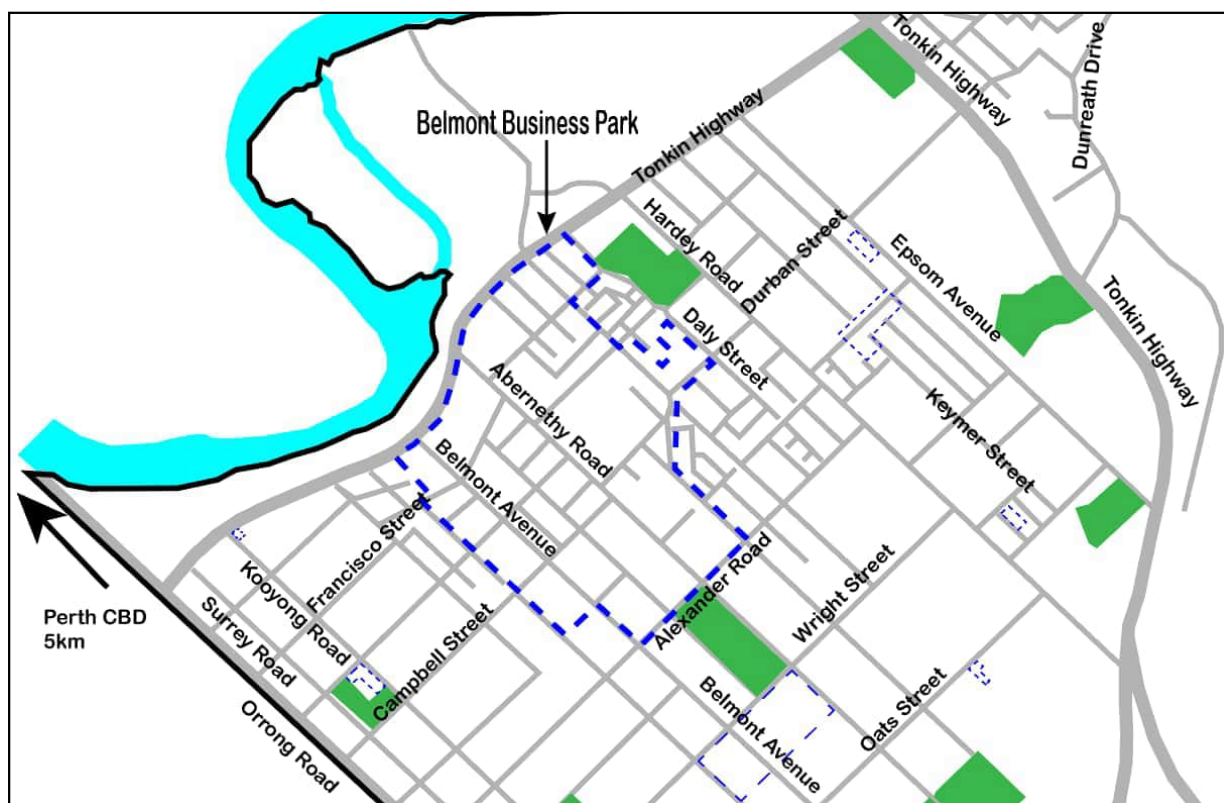 Tonkin Highway
Dunreath Drive
Belmont Business Park
Tonkin Highway
Hardey Road
Durban Street
Epsom Avenue
Tonkin Highway
Daly Street
Abernethy Road
Keymer Street
Belmont Avenue
Francisco Street
Kooyong Road
Surrey Road
Campbell Street
Alexander Road
Wright Street
Perth CBD
5km
Orrong Road
Belmont Avenue
Oats Street